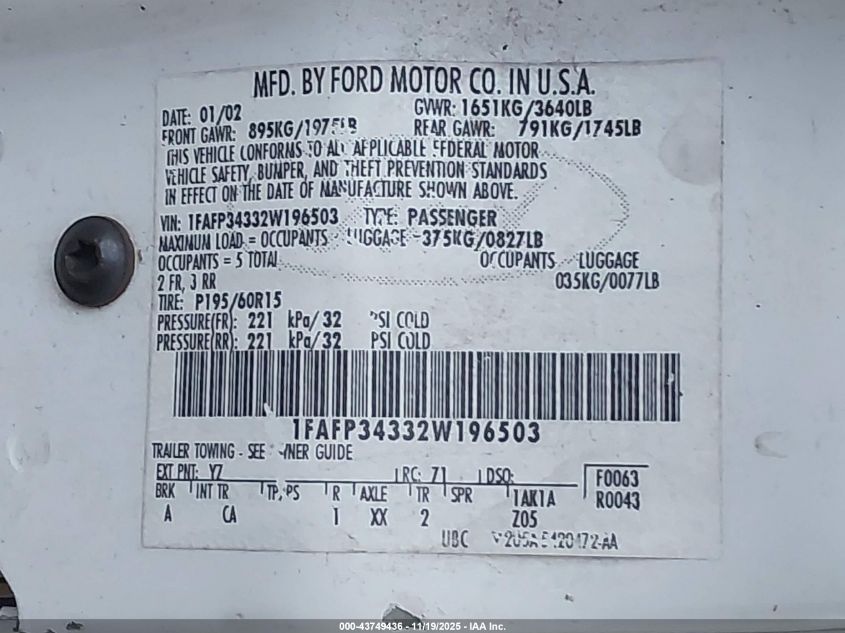 MFD. BY FORD MOTOR CO. IN U.S.A.
DATE: 01/02 GVWR: 1651KG/3640LB
FRONT GAWR: 895KG/1975LB REAR GAWR: 791KG/1745LB
THIS VEHICLE CONFORMS TO ALL APPLICABLE FEDERAL MOTOR
VEHICLE SAFETY, BUMPER, AND THEFT PREVENTION STANDARDS
IN EFFECT ON THE DATE OF MANUFACTURE SHOWN ABOVE.
VIN: 1FAFP34332W196503 TYPE: PASSENGER
MAXIMUM LOAD = OCCUPANTS + LUGGAGE = 375KG/0827LB
OCCUPANTS = 5 TOTAL OCCUPANTS LUGGAGE
2 FR, 3 RR 035KG/0077LB
TIRE: P195/60R15
PRESSURE(FR): 221 kPa/ 32 PSI COLD
PRESSURE(RR): 221 kPa/ 32 PSI COLD
1FAFP34332W196503
TRAILER TOWING - SEE OWNER GUIDE
EXT PNT: YZ RC: 71 DSO: F0063
BRK INT TR TP/PS R AXLE TR SPR 1AK1A R0043
A CA 1 XX 2 Z05
UBC
000-43749436 - 11/19/2025 - IAA Inc.